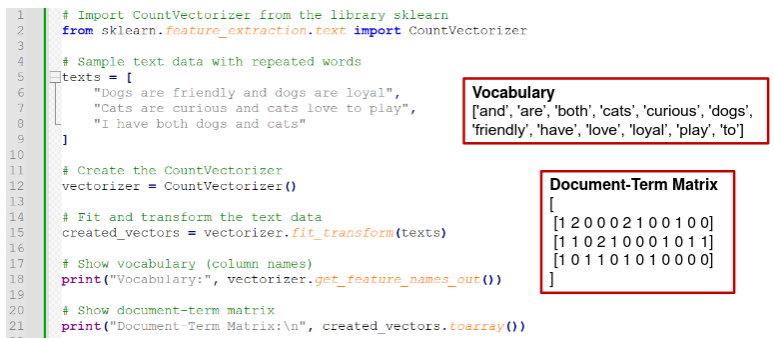 1 # Import CountVectorizer from the library sklearn
2 from sklearn.feature_extraction.text import CountVectorizer
3
4 # Sample text data with repeated words
5 texts = [
6 "Dogs are friendly and dogs are loyal",
7 "Cats are curious and cats love to play",
8 "I have both dogs and cats"
9 ]
10
11 # Create the CountVectorizer
12 vectorizer = CountVectorizer()
13
14 # Fit and transform the text data
15 created_vectors = vectorizer.fit_transform(texts)
16
17 # Show vocabulary (column names)
18 print("Vocabulary:", vectorizer.get_feature_names_out())
19
20 # Show document-term matrix
21 print("Document-Term Matrix:\n", created_vectors.toarray())
Vocabulary
['and', 'are', 'both', 'cats', 'curious', 'dogs',
'friendly', 'have', 'love', 'loyal', 'play', 'to']
Document-Term Matrix
[
[1 2 0 0 0 2 1 0 0 1 0 0]
[1 1 0 2 1 0 0 0 1 0 1 1]
[1 0 1 1 0 1 0 1 0 0 0 0]
]